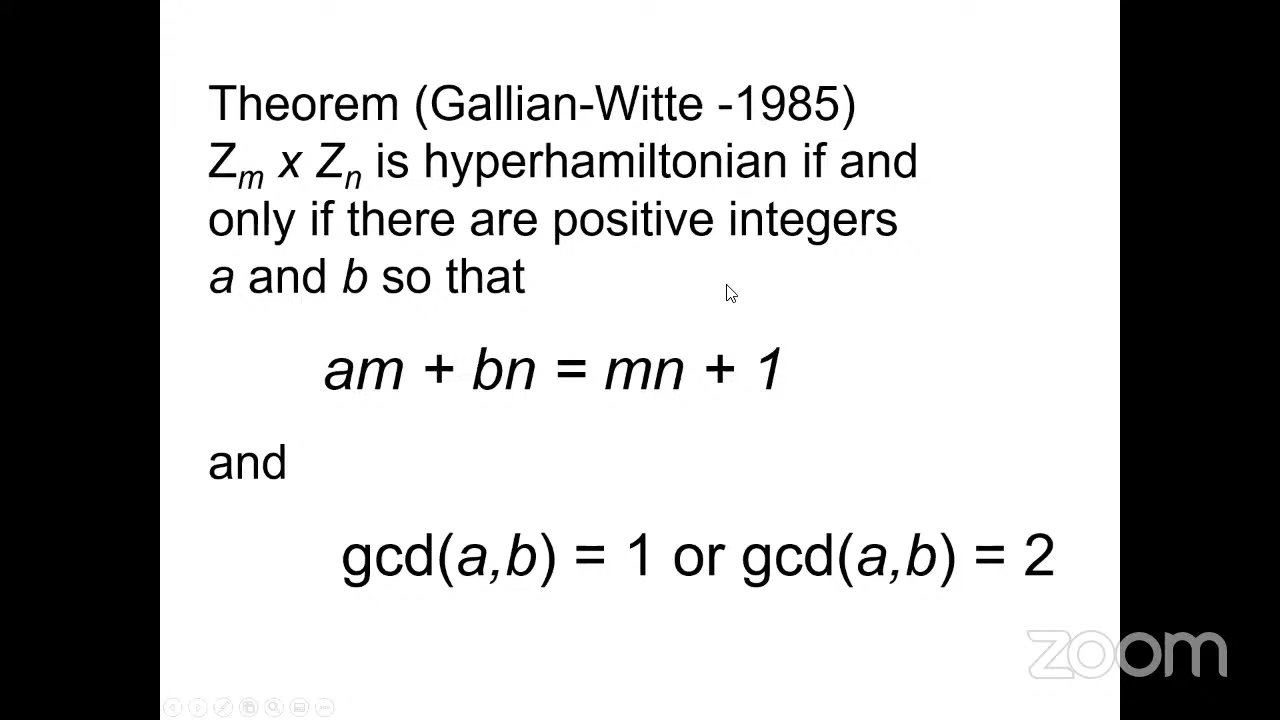 Theorem (Gallian-Witte -1985)
Zm x Zn is hyperhamiltonian if and
only if there are positive integers
a and b so that
am + bn = mn + 1
and
gcd(a,b) = 1 or gcd(a,b) = 2
zoom